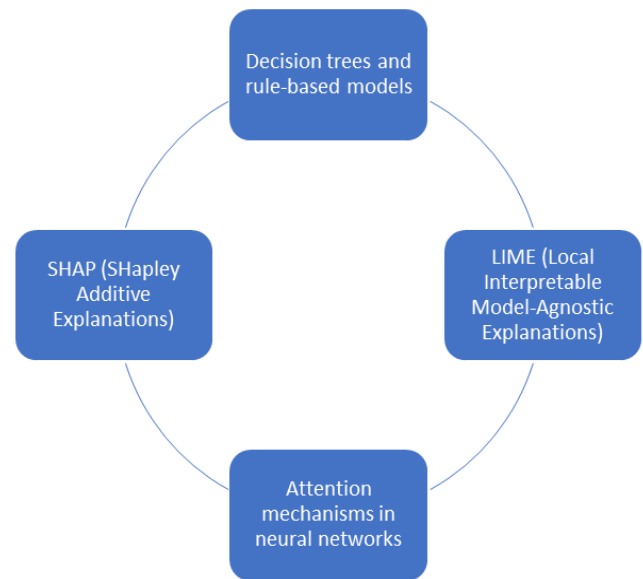 Decision trees and
rule-based models
SHAP (SHapley
Additive
Explanations)
LIME (Local
Interpretable
Model-Agnostic
Explanations)
Attention
mechanisms in
neural networks